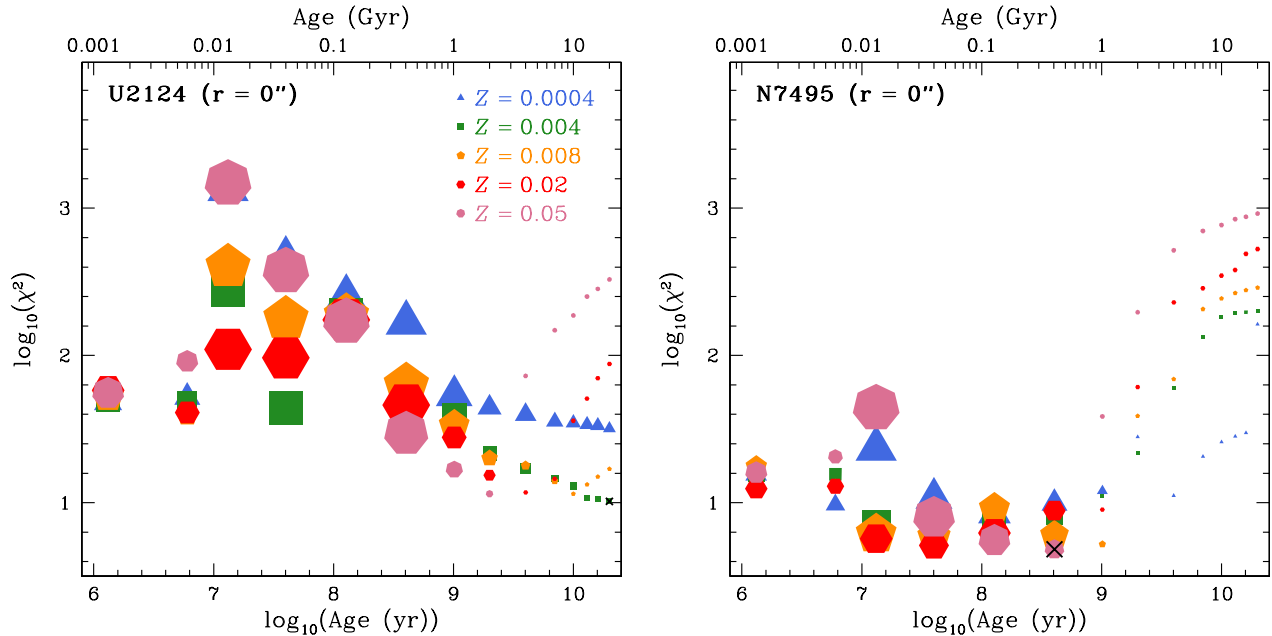 Age (Gyr)
0.001 0.01 0.1 1 10
U2124 (r = 0”)
Z = 0.0004
Z = 0.004
Z = 0.008
Z = 0.02
Z = 0.05
3
2
1
log₁₀(χ²)
6 7 8 9 10
log₁₀(Age (yr))
Age (Gyr)
0.001 0.01 0.1 1 10
N7495 (r = 0”)
3
2
1
log₁₀(χ²)
6 7 8 9 10
log₁₀(Age (yr))